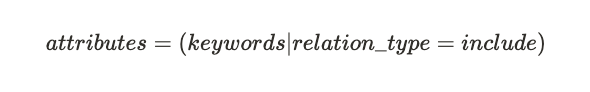 attributes = (keywords|relation_type = include)